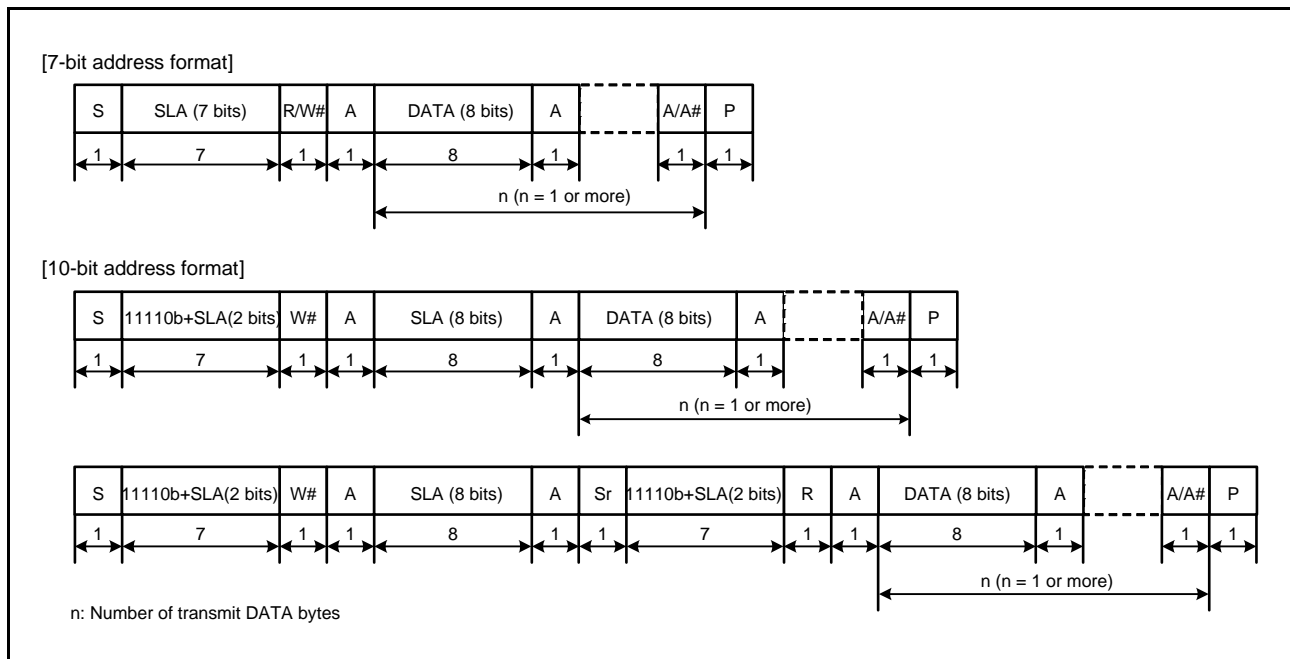 [7-bit address format]
S SLA (7 bits) R/W# A DATA (8 bits) A A/A# P
1 7 1 1 8 1 1 1
n (n = 1 or more)
[10-bit address format]
S 11110b+SLA(2 bits) W# A SLA (8 bits) A DATA (8 bits) A A/A# P
1 7 1 1 8 1 8 1 1 1
n (n = 1 or more)
S 11110b+SLA(2 bits) W# A SLA (8 bits) A Sr 11110b+SLA(2 bits) R A DATA (8 bits) A A/A# P
1 7 1 1 8 1 1 7 1 1 8 1 1 1
n (n = 1 or more)
n: Number of transmit DATA bytes